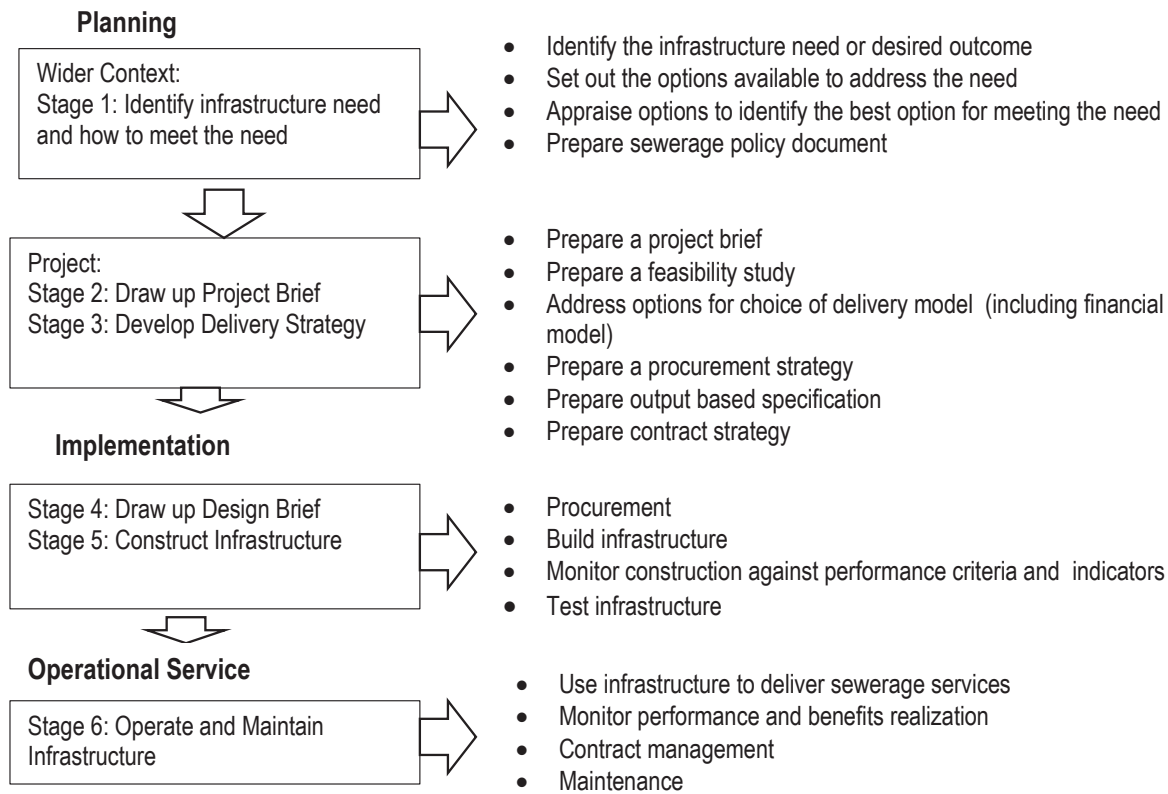 Planning
Wider Context:
Stage 1: Identify infrastructure need
and how to meet the need
• Identify the infrastructure need or desired outcome
• Set out the options available to address the need
• Appraise options to identify the best option for meeting the need
• Prepare sewerage policy document
Project:
Stage 2: Draw up Project Brief
Stage 3: Develop Delivery Strategy
• Prepare a project brief
• Prepare a feasibility study
• Address options for choice of delivery model (including financial
model)
• Prepare a procurement strategy
• Prepare output based specification
• Prepare contract strategy
Implementation
Stage 4: Draw up Design Brief
Stage 5: Construct Infrastructure
• Procurement
• Build infrastructure
• Monitor construction against performance criteria and indicators
• Test infrastructure
Operational Service
Stage 6: Operate and Maintain
Infrastructure
• Use infrastructure to deliver sewerage services
• Monitor performance and benefits realization
• Contract management
• Maintenance